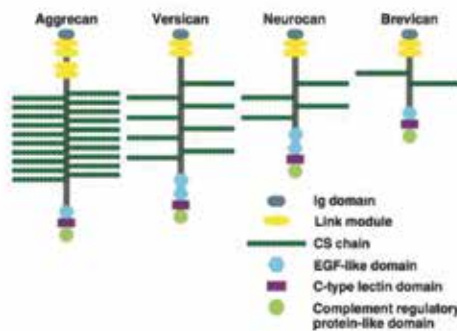 Aggrecan Versican Neurocan Brevican
Ig domain
Link module
CS chain
EGF-like domain
C-type lectin domain
Complement regulatory
protein-like domain